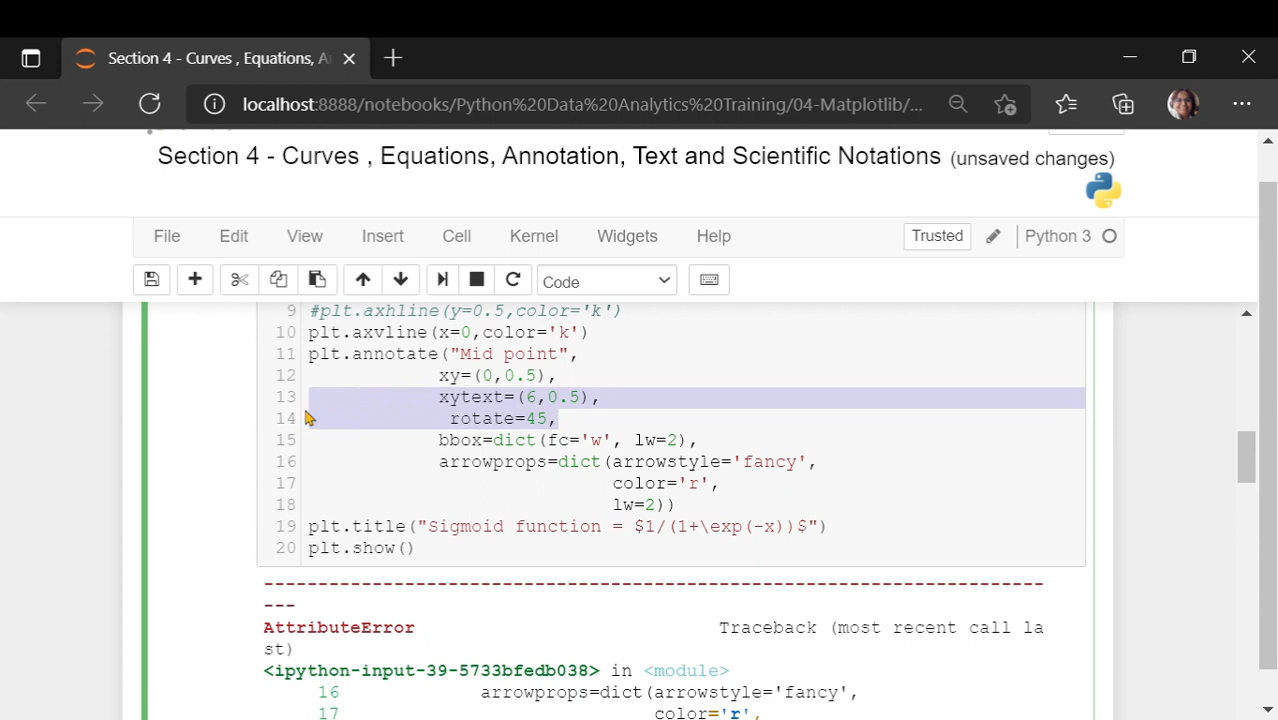 Section 4 - Curves , Equations, A
localhost:8888/notebooks/Python%20Data%20Analytics%20Training/04-Matplotlib/...
Section 4 - Curves , Equations, Annotation, Text and Scientific Notations (unsaved changes)
File Edit View Insert Cell Kernel Widgets Help Trusted Python 3
Code
9 #plt.axhline(y=0.5,color='k')
10 plt.axvline(x=0,color='k')
11 plt.annotate("Mid point",
12 xy=(0,0.5),
13 xytext=(6,0.5),
14 rotate=45,
15 bbox=dict(fc='w', lw=2),
16 arrowprops=dict(arrowstyle='fancy',
17 color='r',
18 lw=2))
19 plt.title("Sigmoid function = $1/(1+\exp(-x))$")
20 plt.show()
---------------------------------------------------------------------------
---
AttributeError Traceback (most recent call la
st)
<ipython-input-39-5733bfedb038> in <module>
16 arrowprops=dict(arrowstyle='fancy',
17 color='r',